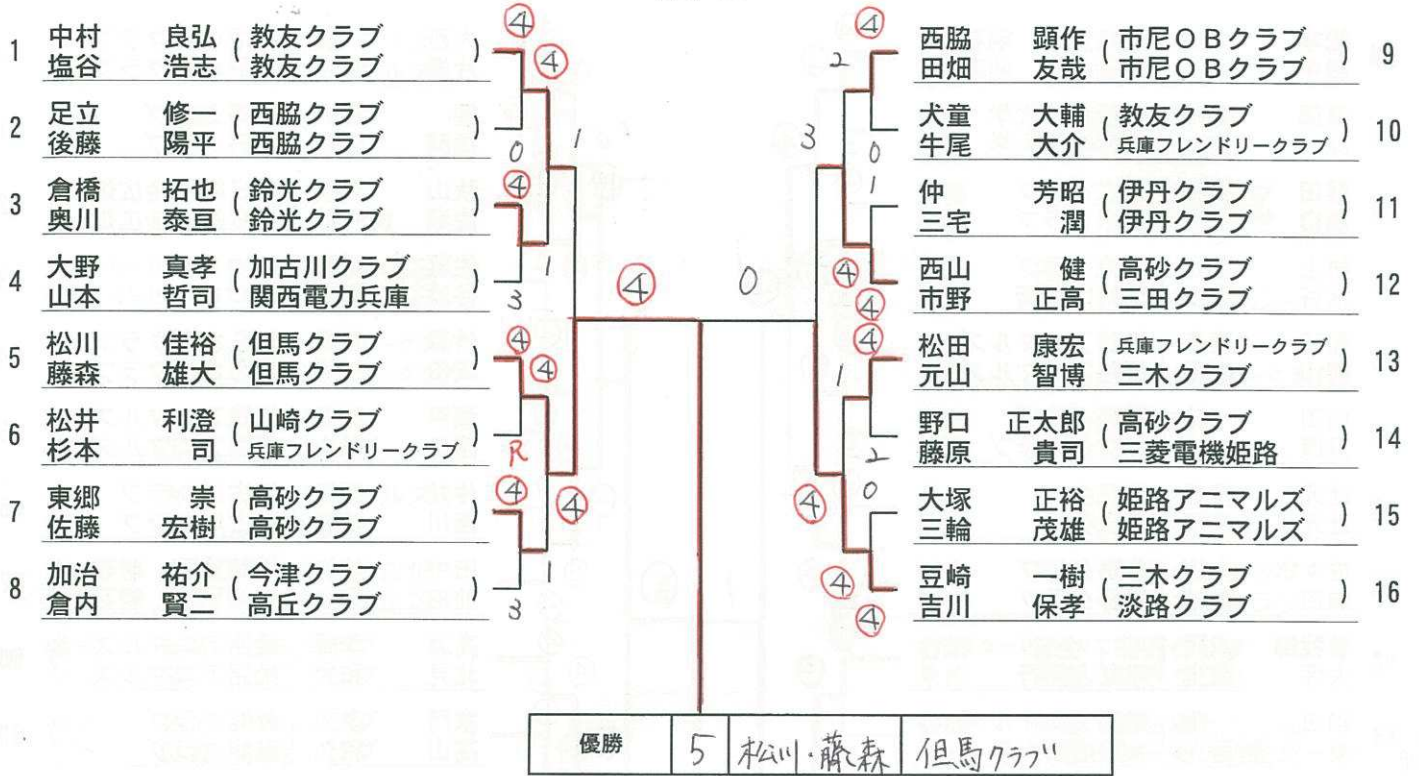 1 中村 良弘 ( 教友クラブ )
塩谷 浩志 教友クラブ
2 足立 修一 ( 西脇クラブ )
後藤 陽平 西脇クラブ
3 倉橋 拓也 ( 鈴光クラブ )
奥川 泰亘 鈴光クラブ
4 大野 真孝 ( 加古川クラブ )
山本 哲司 関西電力兵庫
5 松川 佳裕 ( 但馬クラブ )
藤森 雄大 但馬クラブ
6 松井 利澄 ( 山崎クラブ )
杉本 司 兵庫フレンドリークラブ
7 東郷 崇 ( 高砂クラブ )
佐藤 宏樹 高砂クラブ
8 加治 祐介 ( 今津クラブ )
倉内 賢二 高丘クラブ
④
④
0
1
④
1
3
④
④
R
④
④
1
3
④
0
④
2
3
0
1
④
④
④
1
2
④
0
④
④
西脇 顕作 ( 市尼OBクラブ ) 9
田畑 友哉 市尼OBクラブ
犬童 大輔 ( 教友クラブ ) 10
牛尾 大介 兵庫フレンドリークラブ
仲 芳昭 ( 伊丹クラブ ) 11
三宅 潤 伊丹クラブ
西山 健 ( 高砂クラブ ) 12
市野 正高 三田クラブ
松田 康宏 ( 兵庫フレンドリークラブ ) 13
元山 智博 三木クラブ
野口 正太郎 ( 高砂クラブ ) 14
藤原 貴司 三菱電機姫路
大塚 正裕 ( 姫路アニマルズ ) 15
三輪 茂雄 姫路アニマルズ
豆崎 一樹 ( 三木クラブ ) 16
吉川 保孝 淡路クラブ
優勝 5 松川・藤森 但馬クラブ